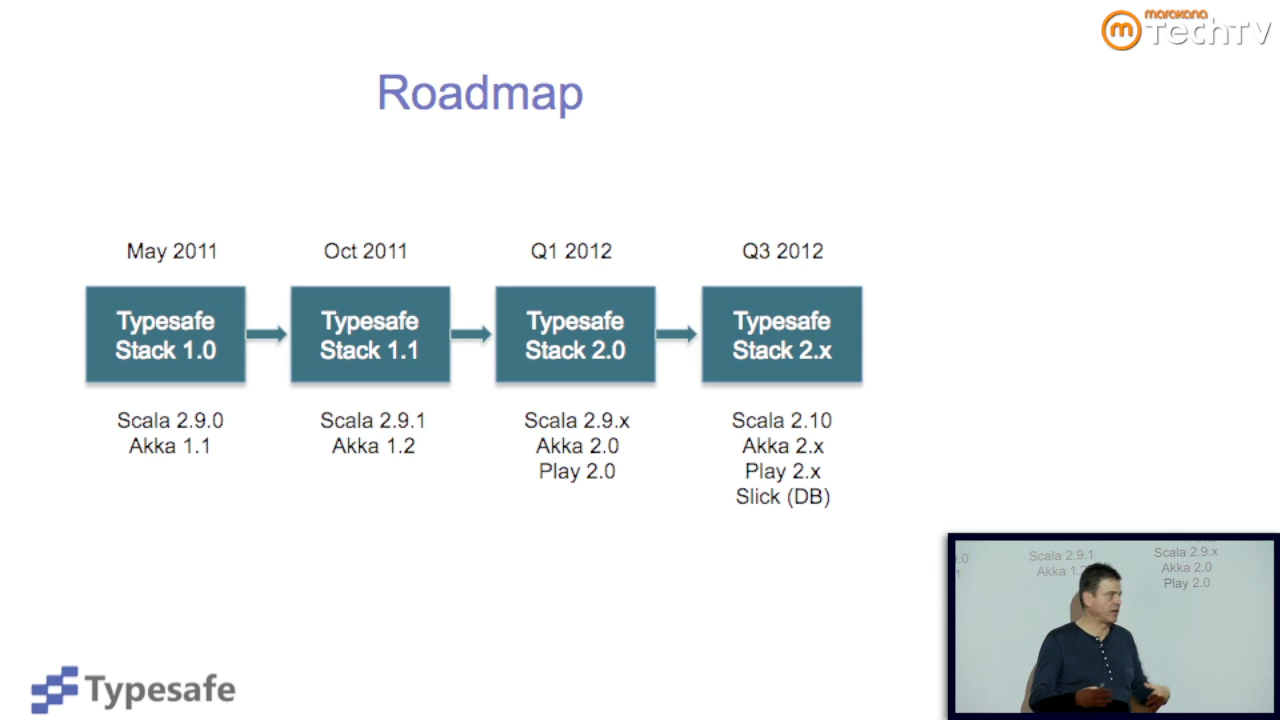 marakana
m TechTV
Roadmap
May 2011
Oct 2011
Q1 2012
Q3 2012
Typesafe
Stack 1.0
Typesafe
Stack 1.1
Typesafe
Stack 2.0
Typesafe
Stack 2.x
Scala 2.9.0
Akka 1.1
Scala 2.9.1
Akka 1.2
Scala 2.9.x
Akka 2.0
Play 2.0
Scala 2.10
Akka 2.x
Play 2.x
Slick (DB)
Scala 2.9.1
Akka 1.2
Scala 2.9.x
Akka 2.0
Play 2.0
Typesafe